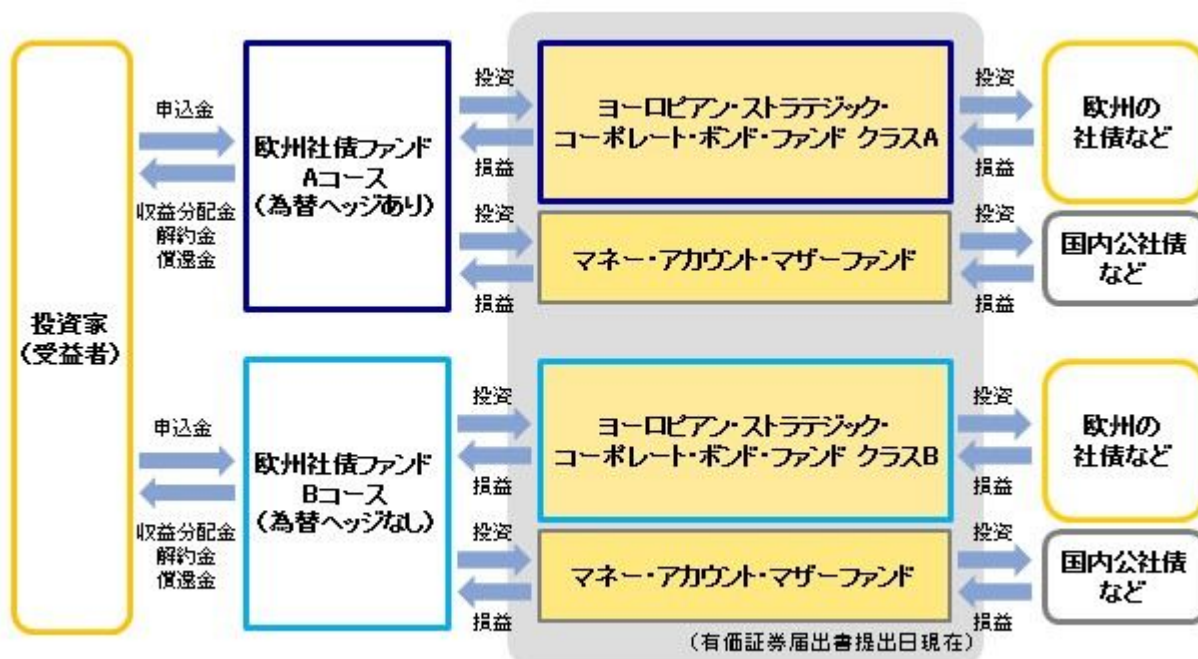 投資家
(受益者)
申込金
収益分配金
解約金
償還金
欧州社債ファンド
Aコース
(為替ヘッジあり)
投資
損益
ヨーロピアン・ストラテジック・
コーポレート・ボンド・ファンド クラスA
投資
損益
欧州の
社債など
投資
損益
マネー・アカウント・マザーファンド
投資
損益
国内公社債
など
申込金
収益分配金
解約金
償還金
欧州社債ファンド
Bコース
(為替ヘッジなし)
投資
損益
ヨーロピアン・ストラテジック・
コーポレート・ボンド・ファンド クラスB
投資
損益
欧州の
社債など
投資
損益
マネー・アカウント・マザーファンド
投資
損益
国内公社債
など
(有価証券届出書提出日現在)